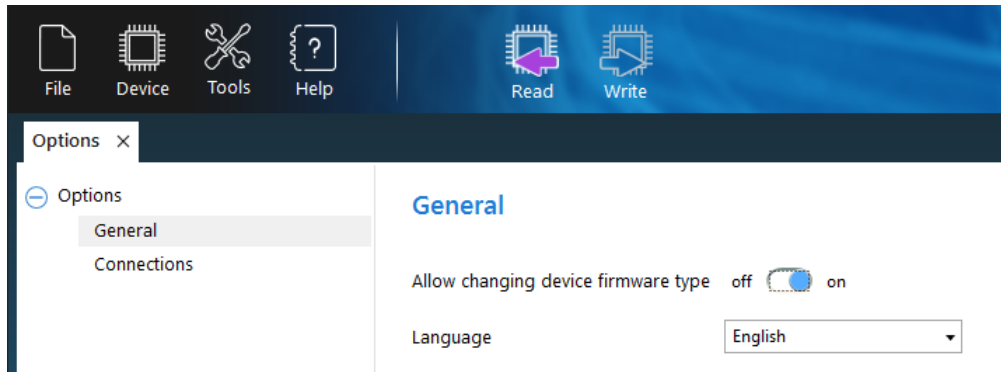 File Device Tools Help Read Write
Options
Options
General
Connections
General
Allow changing device firmware type off on
Language English